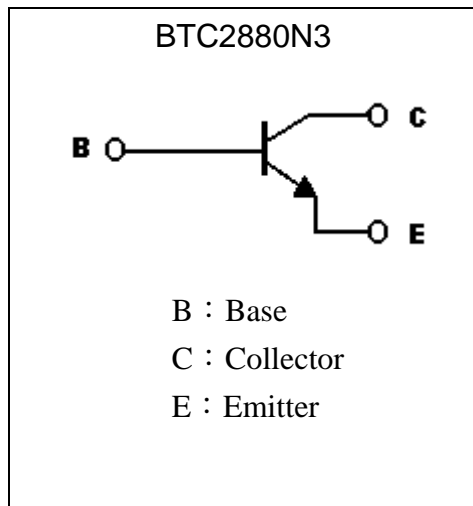 BTC2880N3
C
B
E
B：Base
C：Collector
E：Emitter